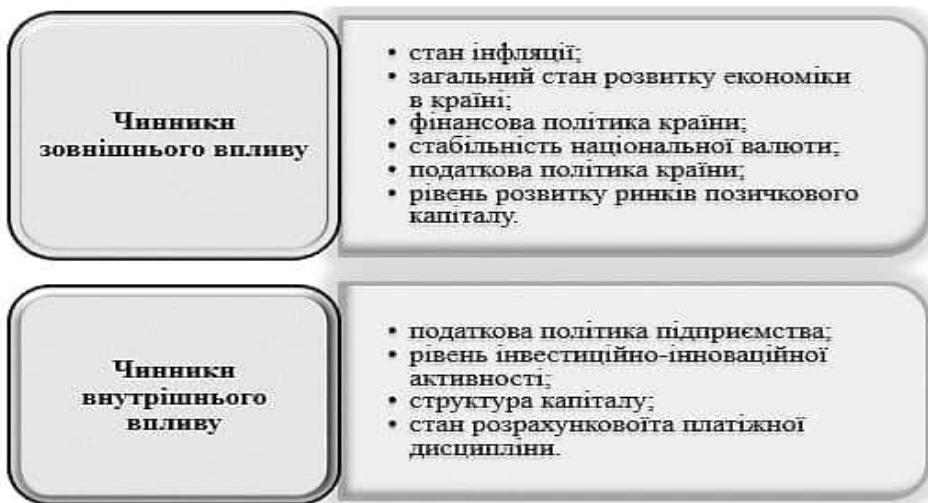 Чинники
зовнішнього впливу
• стан інфляції;
• загальний стан розвитку економіки
в країні;
• фінансова політика країни;
• стабільність національної валюти;
• податкова політика країни;
• рівень розвитку ринків позичкового
капіталу.
Чинники
внутрішнього
впливу
• податкова політика підприємства;
• рівень інвестиційно-інноваційної
активності;
• структура капіталу;
• стан розрахунковоїта платіжної
дисципліни.